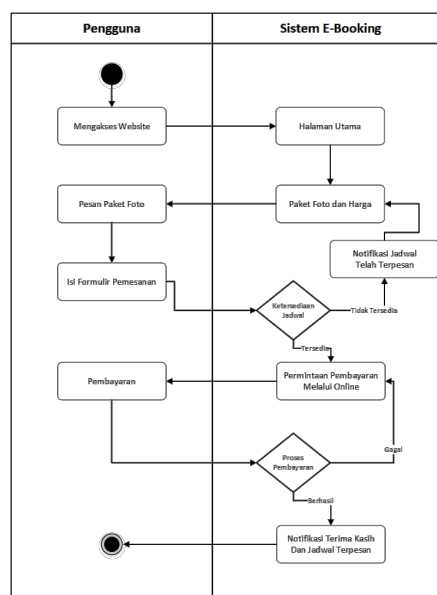 Pengguna
Sistem E-Booking
Mengakses Website
Halaman Utama
Pesan Paket Foto
Paket Foto dan Harga
Notifikasi Jadwal
Telah Terpesan
Isi Formulir Pemesanan
Ketersediaan
Jadwal
Tidak Tersedia
Tersedia
Pembayaran
Permintaan Pembayaran
Melalui Online
Proses
Pembayaran
Gagal
Berhasil
Notifikasi Terima Kasih
Dan Jadwal Terpesan